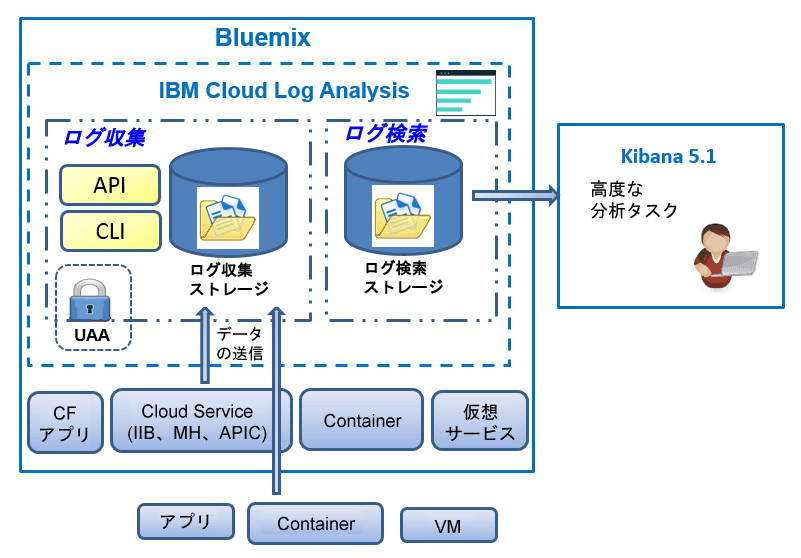 Bluemix
IBM Cloud Log Analysis
ログ収集
ログ検索
API
CLI
UAA
ログ収集
ストレージ
ログ検索
ストレージ
データ
の送信
Kibana 5.1
高度な
分析タスク
CF
アプリ
Cloud Service
(IIB、MH、APIC)
Container
仮想
サービス
アプリ
Container
VM